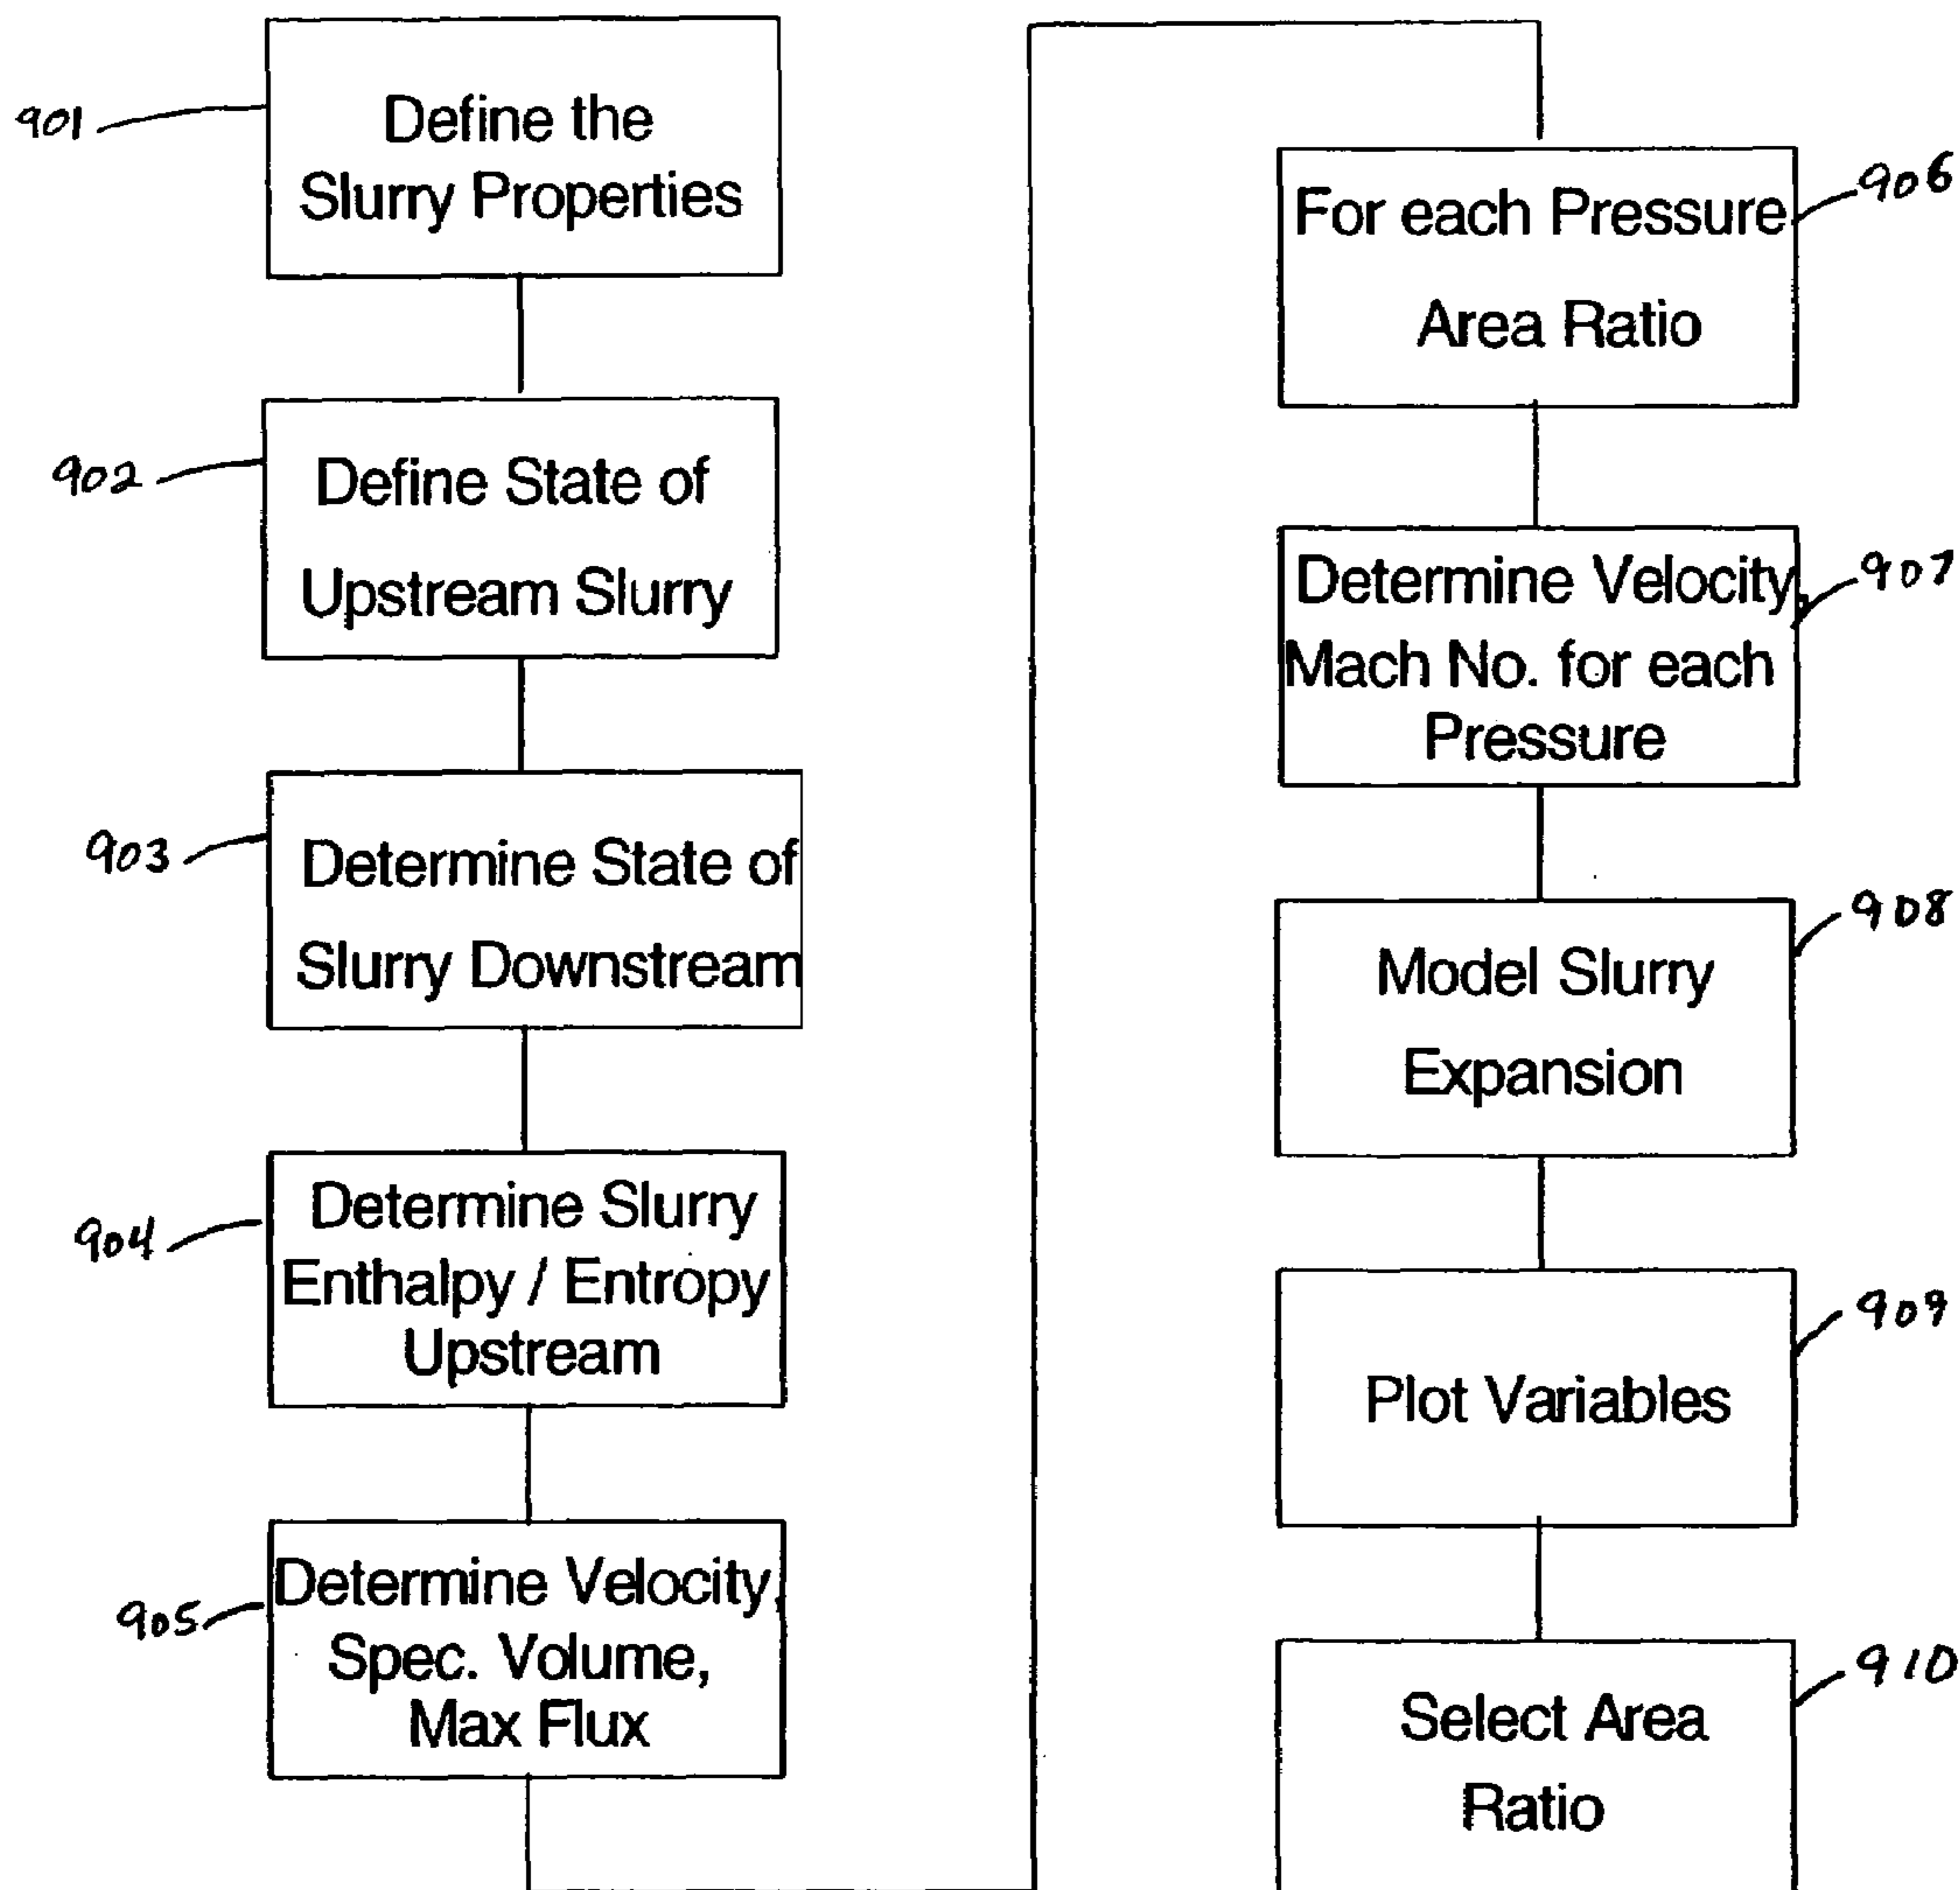 901
Define the
Slurry Properties
902
Define State of
Upstream Slurry
903
Determine State of
Slurry Downstream
904
Determine Slurry
Enthalpy / Entropy
Upstream
905
Determine Velocity,
Spec. Volume,
Max Flux
906
For each Pressure
Area Ratio
907
Determine Velocity,
Mach No. for each
Pressure
908
Model Slurry
Expansion
909
Plot Variables
910
Select Area
Ratio